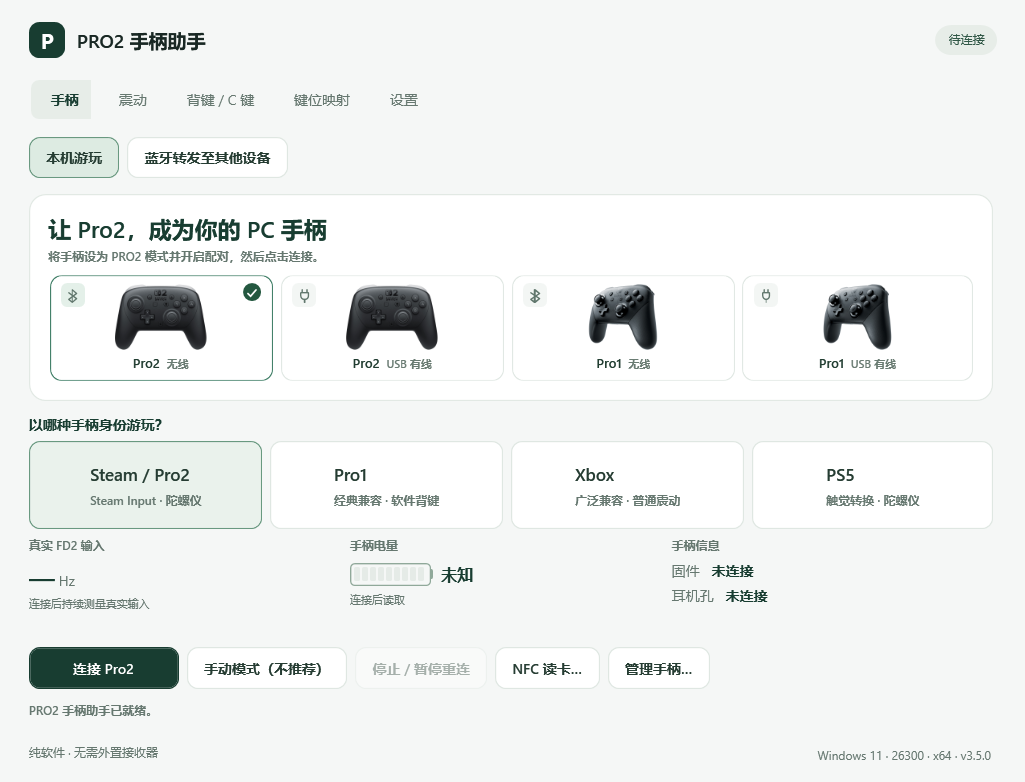 P PRO2 手柄助手
待连接
手柄 震动 背键 / C 键 键位映射 设置
本机游玩 蓝牙转发至其他设备
让 Pro2，成为你的 PC 手柄
将手柄设为 PRO2 模式并开启配对，然后点击连接。
Pro2 无线
Pro2 USB 有线
Pro1 无线
Pro1 USB 有线
以哪种手柄身份游玩？
Steam / Pro2
Steam Input · 陀螺仪
Pro1
经典兼容 · 软件背键
Xbox
广泛兼容 · 普通震动
PS5
触觉转换 · 陀螺仪
真实 FD2 输入
— Hz
连接后持续测量真实输入
手柄电量
未知
连接后读取
手柄信息
固件 未连接
耳机孔 未连接
连接 Pro2 手动模式（不推荐） 停止 / 暂停重连 NFC 读卡... 管理手柄...
PRO2 手柄助手已就绪。
纯软件 · 无需外置接收器
Windows 11 · 26300 · x64 · v3.5.0